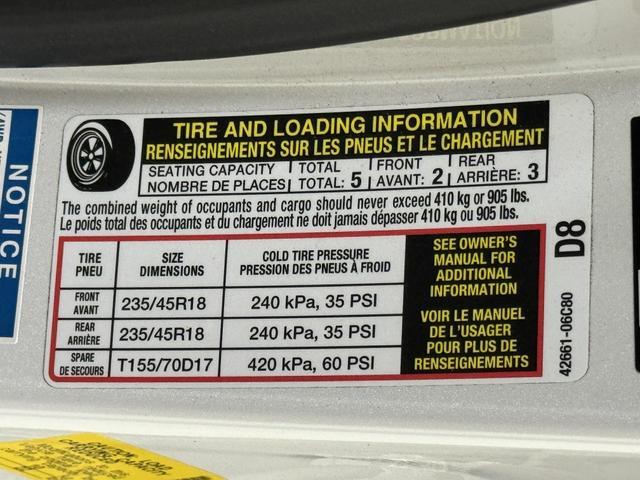 TIRE AND LOADING INFORMATION
RENSEIGNEMENTS SUR LES PNEUS ET LE CHARGEMENT
SEATING CAPACITY TOTAL FRONT REAR
NOMBRE DE PLACES TOTAL: 5 AVANT: 2 ARRIÈRE: 3
The combined weight of occupants and cargo should never exceed 410 kg or 905 lbs.
Le poids total des occupants et du chargement ne doit jamais dépasser 410 kg ou 905 lbs.
TIRE SIZE COLD TIRE PRESSURE
PNEU DIMENSIONS PRESSION DES PNEUS À FROID
FRONT
AVANT 235/45R18 240 kPa, 35 PSI
REAR
ARRIÈRE 235/45R18 240 kPa, 35 PSI
SPARE
DE SECOURS T155/70D17 420 kPa, 60 PSI
SEE OWNER'S
MANUAL FOR
ADDITIONAL
INFORMATION
VOIR LE MANUEL
DE L'USAGER
POUR PLUS DE
RENSEIGNEMENTS
D8
42661-06C80
NOTICE